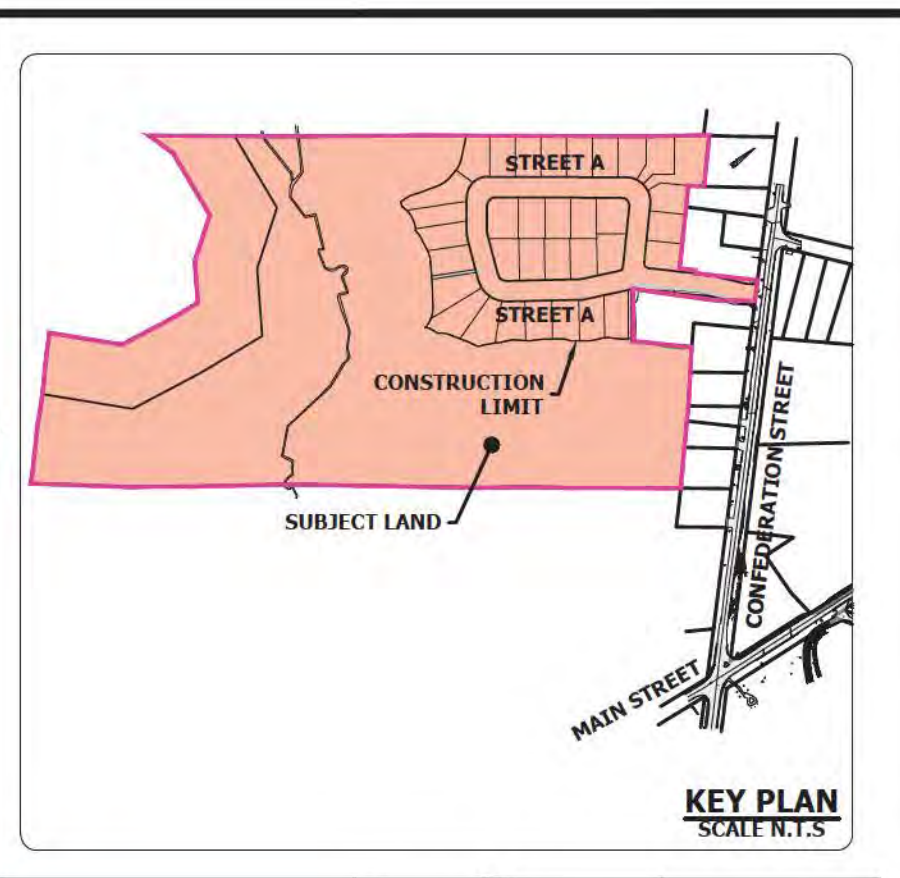 STREET A
STREET A
CONSTRUCTION
LIMIT
SUBJECT LAND
CONFEDERATION STREET
MAIN STREET
KEY PLAN
SCALE N.T.S